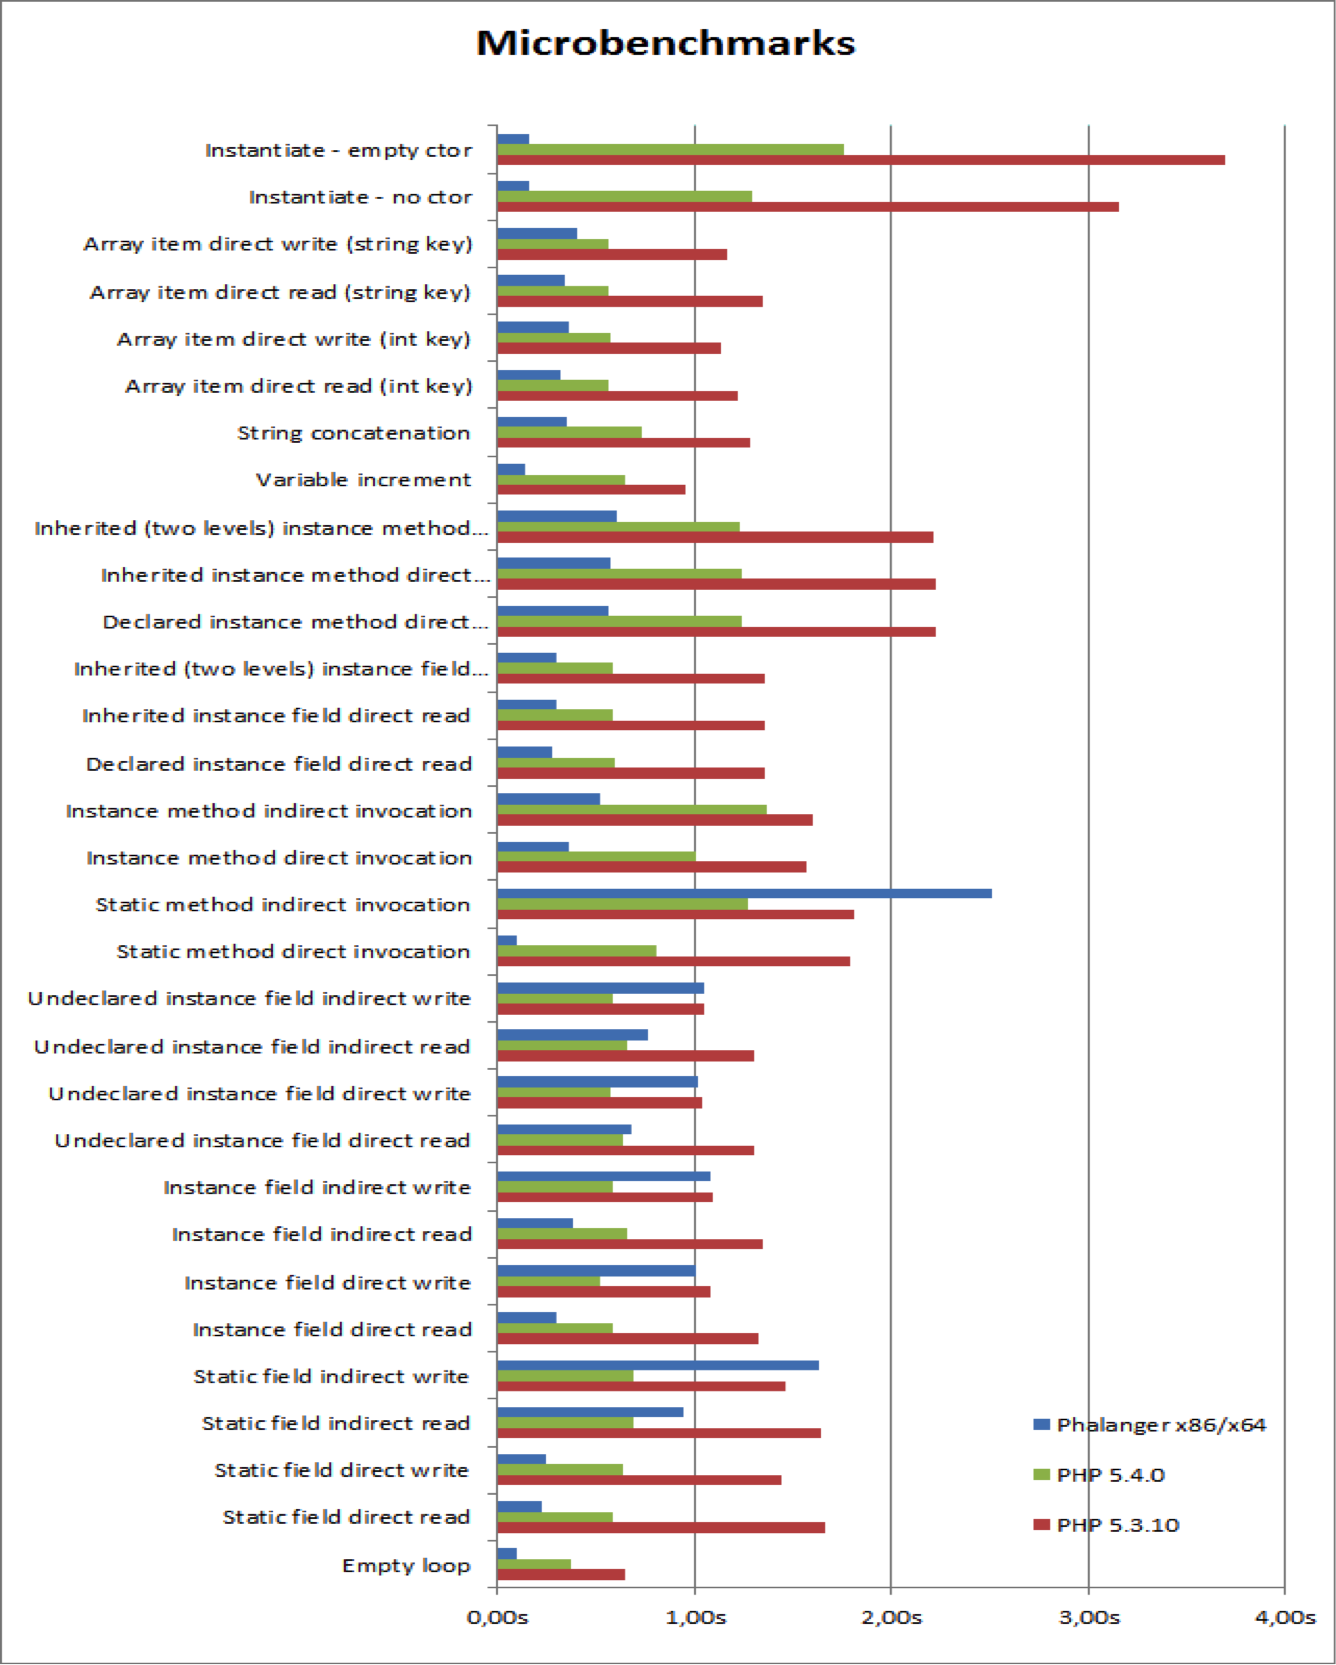 Microbenchmarks
Instantiate - empty ctor
Instantiate - no ctor
Array item direct write (string key)
Array item direct read (string key)
Array item direct write (int key)
Array item direct read (int key)
String concatenation
Variable increment
Inherited (two levels) instance method...
Inherited instance method direct...
Declared instance method direct...
Inherited (two levels) instance field...
Inherited instance field direct read
Declared instance field direct read
Instance method indirect invocation
Instance method direct invocation
Static method indirect invocation
Static method direct invocation
Undeclared instance field indirect write
Undeclared instance field indirect read
Undeclared instance field direct write
Undeclared instance field direct read
Instance field indirect write
Instance field indirect read
Instance field direct write
Instance field direct read
Static field indirect write
Static field indirect read
Static field direct write
Static field direct read
Empty loop
Phalanger x86/x64
PHP 5.4.0
PHP 5.3.10
0,00s 1,00s 2,00s 3,00s 4,00s